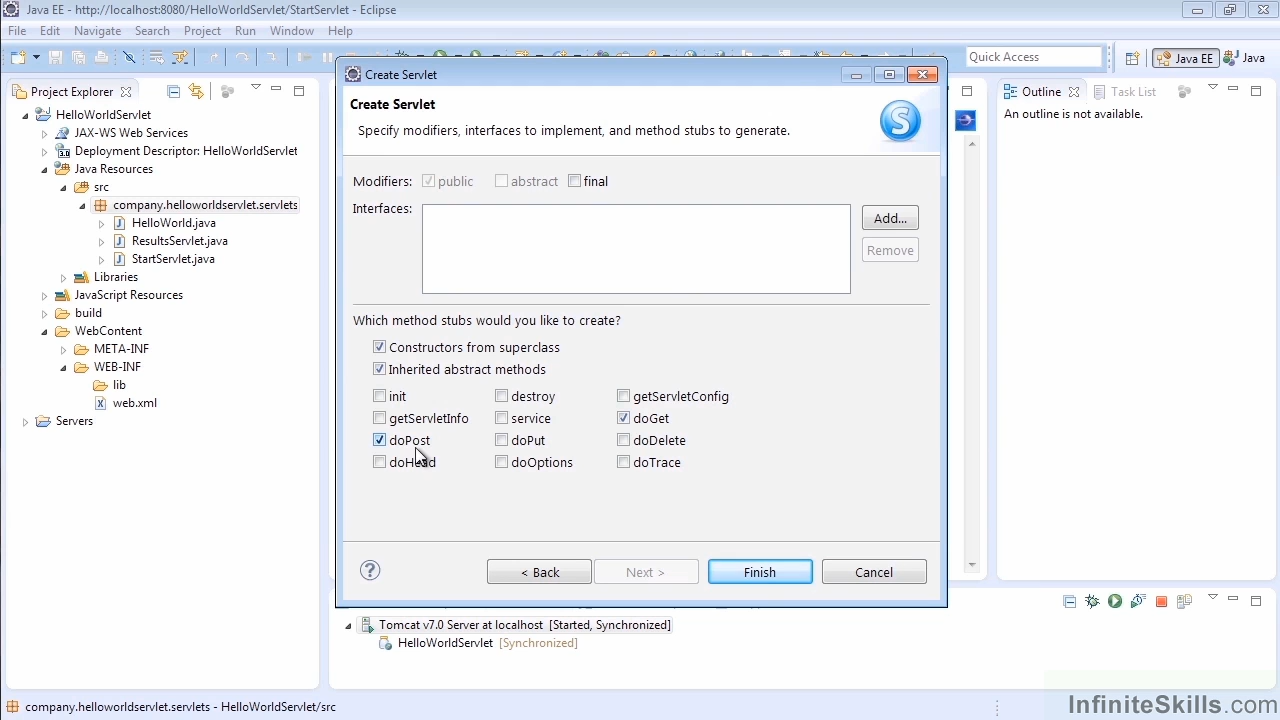 Java EE - http://localhost:8080/HelloWorldServlet/StartServlet - Eclipse
File Edit Navigate Search Project Run Window Help
Quick Access
Java EE
Java
Project Explorer
HelloWorldServlet
JAX-WS Web Services
Deployment Descriptor: HelloWorldServlet
Java Resources
src
company.helloworldservlet.servlets
HelloWorld.java
ResultsServlet.java
StartServlet.java
Libraries
JavaScript Resources
build
WebContent
META-INF
WEB-INF
lib
web.xml
Servers
Create Servlet
Create Servlet
Specify modifiers, interfaces to implement, and method stubs to generate.
S
Modifiers: public abstract final
Interfaces:
Add...
Remove
Which method stubs would you like to create?
Constructors from superclass
Inherited abstract methods
init destroy getServletConfig
getServletInfo service doGet
doPost doPut doDelete
doOptions doTrace
?
< Back Next > Finish Cancel
Outline Task List
An outline is not available.
Tomcat v7.0 Server at localhost [Started, Synchronized]
HelloWorldServlet [Synchronized]
company.helloworldservlet.servlets - HelloWorldServlet/src
InfiniteSkills.com